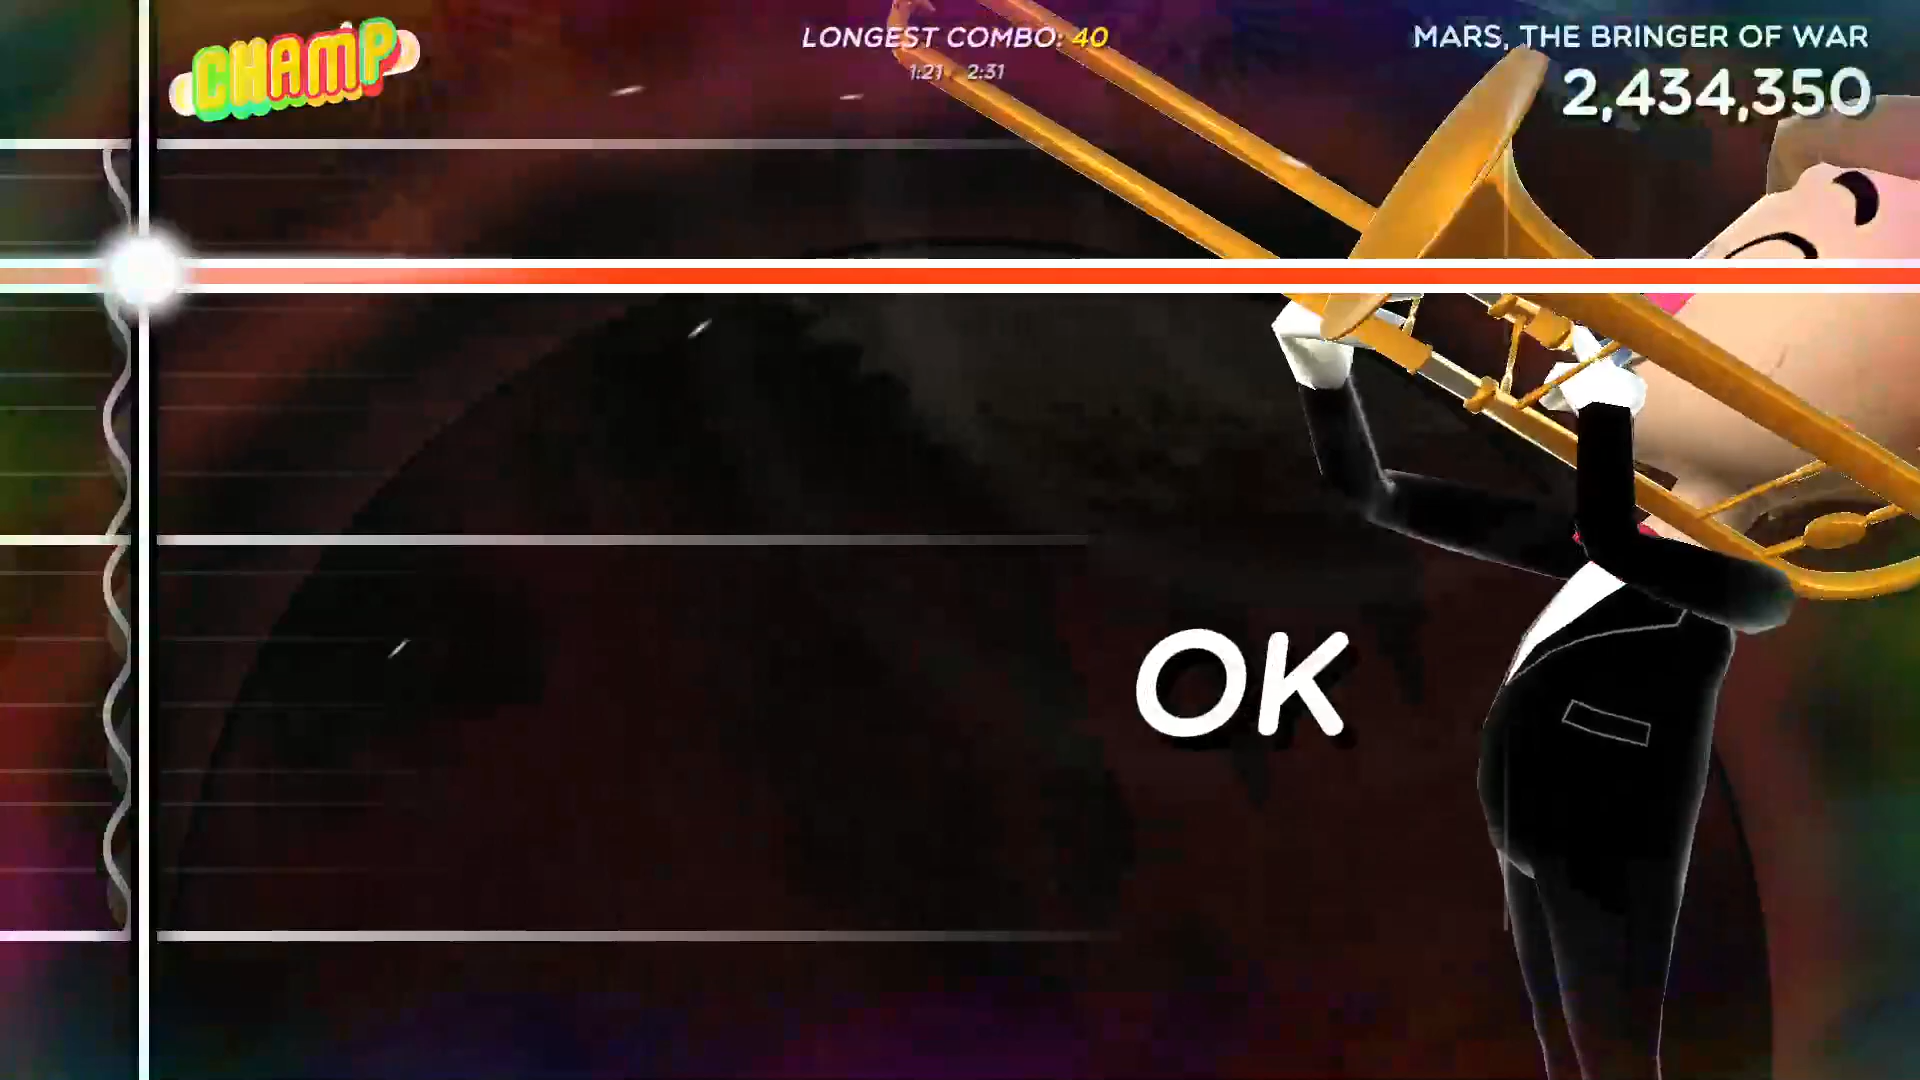 CHAMP
LONGEST COMBO: 40
1:21 - 2:31
MARS, THE BRINGER OF WAR
2,434,350
OK